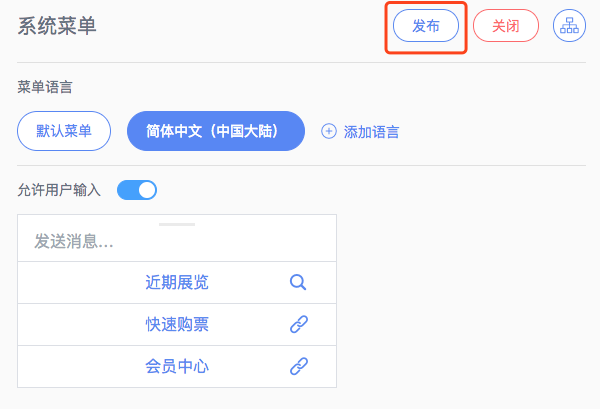 系统菜单
发布
关闭
菜单语言
默认菜单
简体中文（中国大陆）
添加语言
允许用户输入
发送消息...
近期展览
快速购票
会员中心